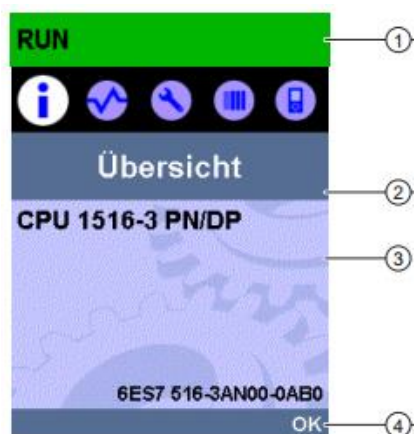 RUN
1
Übersicht
2
CPU 1516-3 PN/DP
3
6ES7 516-3AN00-0AB0
OK
4